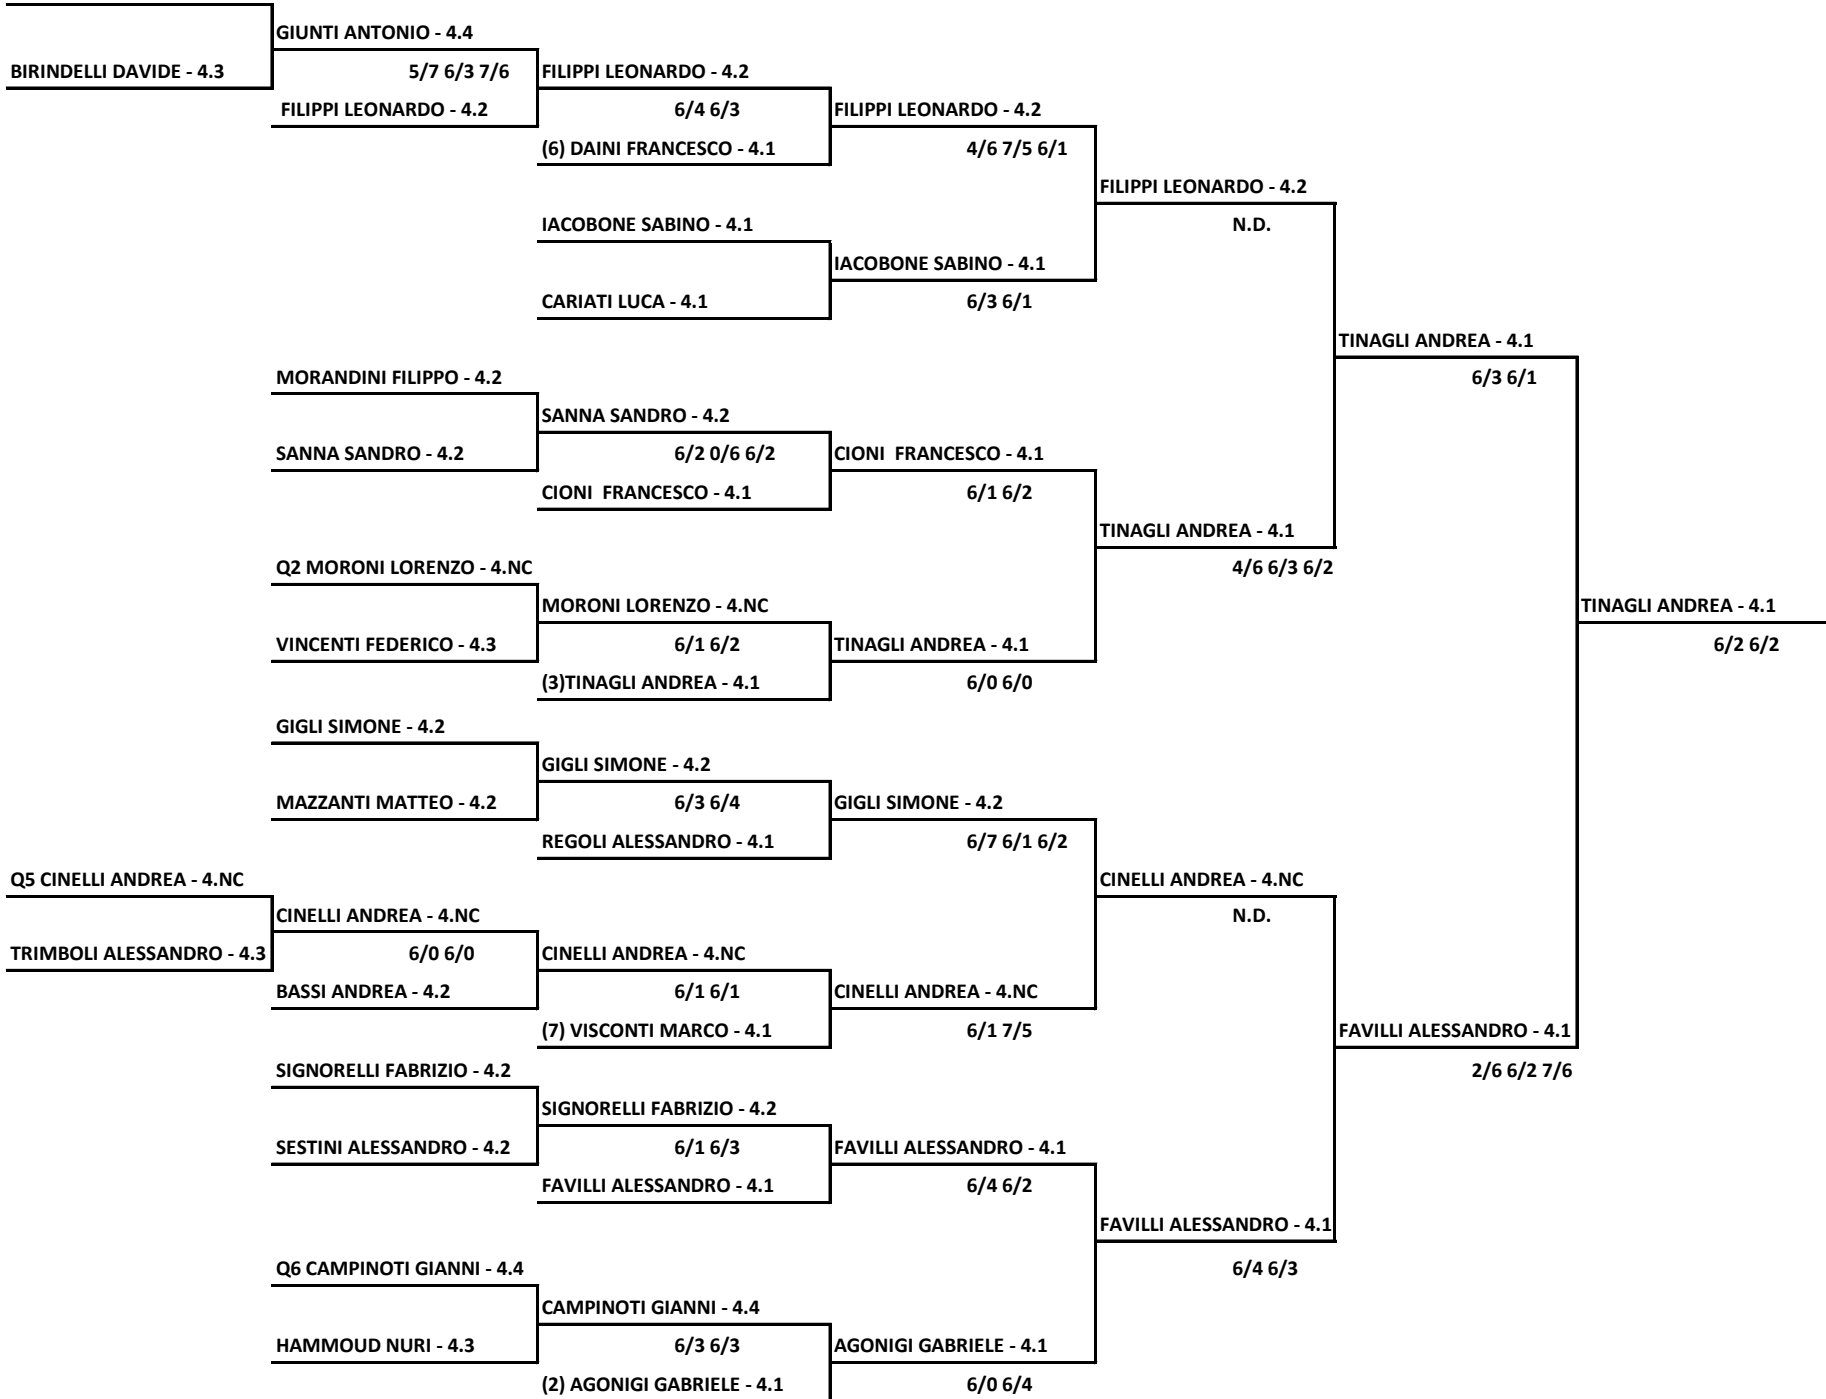 GIUNTI ANTONIO - 4.4
BIRINDELLI DAVIDE - 4.3
5/7 6/3 7/6
FILIPPI LEONARDO - 4.2
FILIPPI LEONARDO - 4.2
6/4 6/3
FILIPPI LEONARDO - 4.2
(6) DAINI FRANCESCO - 4.1
4/6 7/5 6/1
FILIPPI LEONARDO - 4.2
IACOBONE SABINO - 4.1
N.D.
IACOBONE SABINO - 4.1
CARIATI LUCA - 4.1
6/3 6/1
TINAGLI ANDREA - 4.1
MORANDINI FILIPPO - 4.2
6/3 6/1
SANNA SANDRO - 4.2
SANNA SANDRO - 4.2
6/2 0/6 6/2
CIONI  FRANCESCO - 4.1
CIONI  FRANCESCO - 4.1
6/1 6/2
TINAGLI ANDREA - 4.1
Q2 MORONI LORENZO - 4.NC
4/6 6/3 6/2
MORONI LORENZO - 4.NC
TINAGLI ANDREA - 4.1
VINCENTI FEDERICO - 4.3
6/1 6/2
TINAGLI ANDREA - 4.1
6/2 6/2
(3)TINAGLI ANDREA - 4.1
6/0 6/0
GIGLI SIMONE - 4.2
GIGLI SIMONE - 4.2
MAZZANTI MATTEO - 4.2
6/3 6/4
GIGLI SIMONE - 4.2
REGOLI ALESSANDRO - 4.1
6/7 6/1 6/2
Q5 CINELLI ANDREA - 4.NC
CINELLI ANDREA - 4.NC
CINELLI ANDREA - 4.NC
N.D.
TRIMBOLI ALESSANDRO - 4.3
6/0 6/0
CINELLI ANDREA - 4.NC
BASSI ANDREA - 4.2
6/1 6/1
CINELLI ANDREA - 4.NC
(7) VISCONTI MARCO - 4.1
6/1 7/5
FAVILLI ALESSANDRO - 4.1
SIGNORELLI FABRIZIO - 4.2
2/6 6/2 7/6
SIGNORELLI FABRIZIO - 4.2
SESTINI ALESSANDRO - 4.2
6/1 6/3
FAVILLI ALESSANDRO - 4.1
FAVILLI ALESSANDRO - 4.1
6/4 6/2
FAVILLI ALESSANDRO - 4.1
Q6 CAMPINOTI GIANNI - 4.4
6/4 6/3
CAMPINOTI GIANNI - 4.4
HAMMOUD NURI - 4.3
6/3 6/3
AGONIGI GABRIELE - 4.1
(2) AGONIGI GABRIELE - 4.1
6/0 6/4